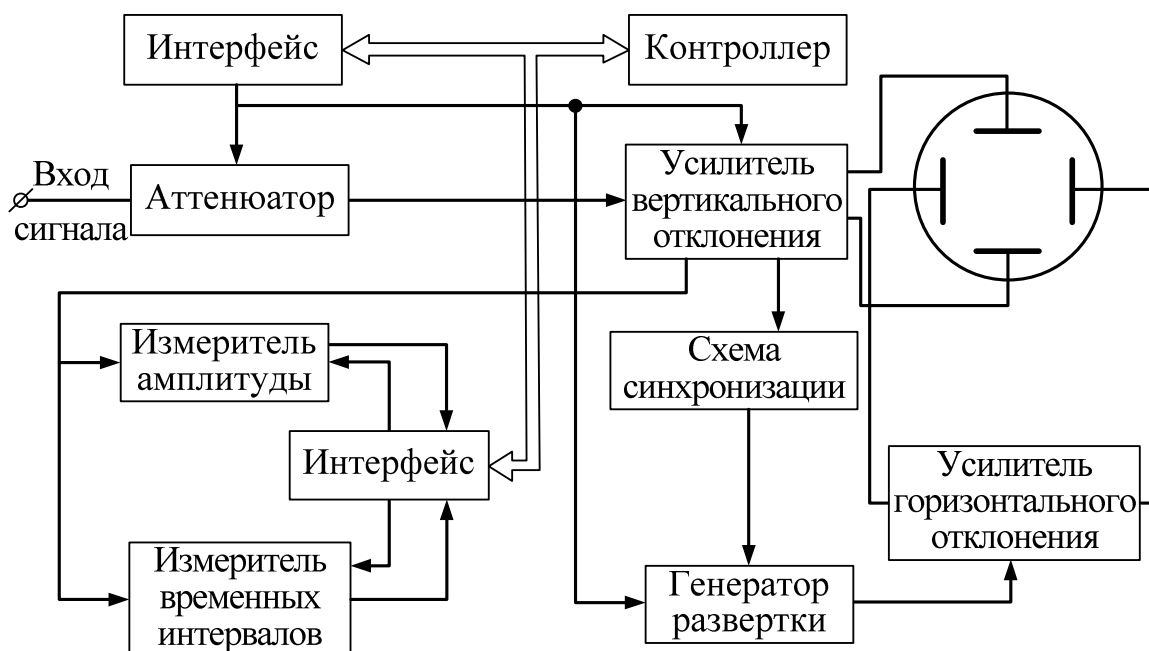 Интерфейс
Контроллер
Вход
сигнала
Аттенюатор
Усилитель
вертикального
отклонения
Измеритель
амплитуды
Схема
синхронизации
Интерфейс
Усилитель
горизонтального
отклонения
Измеритель
временных
интервалов
Генератор
развертки